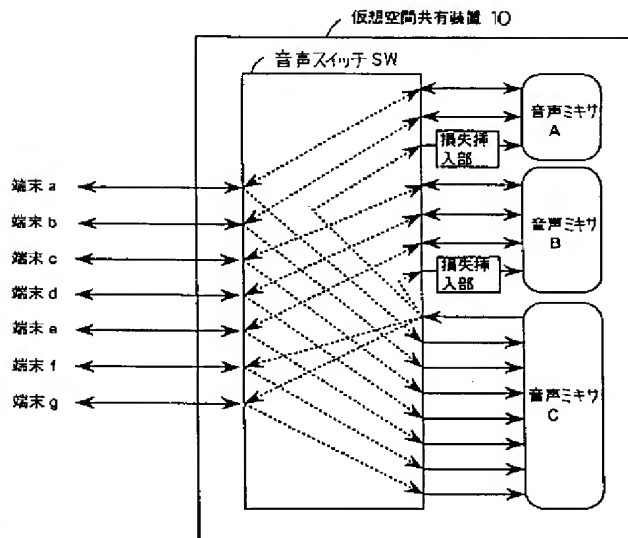 仮想空間共有装置 10
音声スイッチ SW
音声ミキサ
A
損失挿
入部
音声ミキサ
B
損失挿
入部
音声ミキサ
C
端末 a
端末 b
端末 c
端末 d
端末 e
端末 f
端末 g